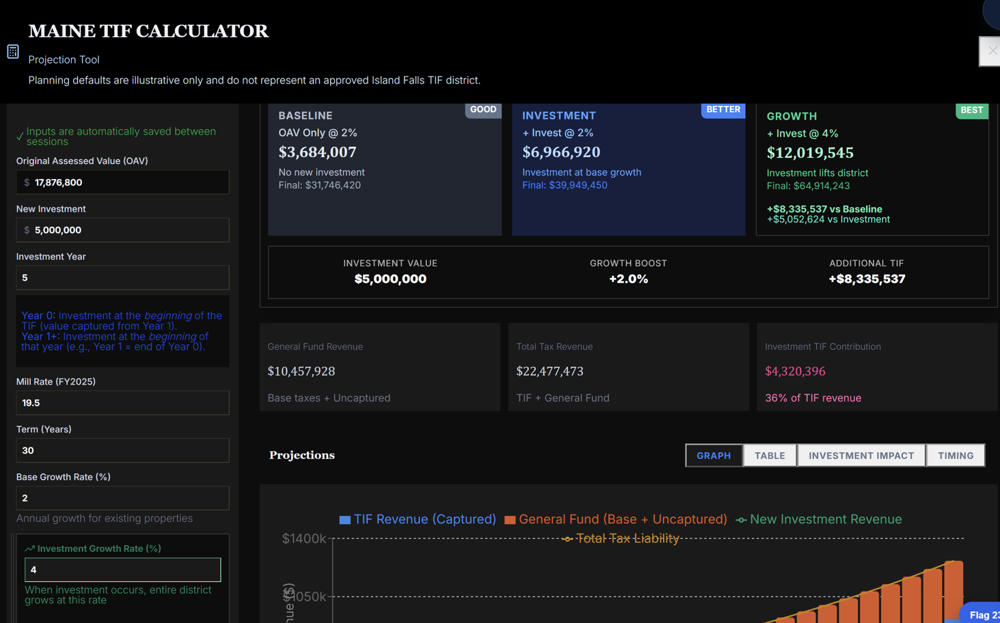 MAINE TIF CALCULATOR
Projection Tool
Planning defaults are illustrative only and do not represent an approved Island Falls TIF district.
✓ Inputs are automatically saved between
sessions
Original Assessed Value (OAV)
$ 17,876,800
New Investment
$ 5,000,000
Investment Year
5
Year 0: Investment at the beginning of the
TIF (value captured from Year 1).
Year 1+: Investment at the beginning of
that year (e.g., Year 1 = end of Year 0).
Mill Rate (FY2025)
19.5
Term (Years)
30
Base Growth Rate (%)
2
Annual growth for existing properties
Investment Growth Rate (%)
4
When investment occurs, entire district
grows at this rate
BASELINE
GOOD
OAV Only @ 2%
$3,684,007
No new investment
Final: $31,746,420
INVESTMENT
BETTER
+ Invest @ 2%
$6,966,920
Investment at base growth
Final: $39,949,450
GROWTH
BEST
+ Invest @ 4%
$12,019,545
Investment lifts district
Final: $64,914,243
+$8,335,537 vs Baseline
+$5,052,624 vs Investment
INVESTMENT VALUE
$5,000,000
GROWTH BOOST
+2.0%
ADDITIONAL TIF
+$8,335,537
General Fund Revenue
$10,457,928
Base taxes + Uncaptured
Total Tax Revenue
$22,477,473
TIF + General Fund
Investment TIF Contribution
$4,320,396
36% of TIF revenue
Projections
GRAPH TABLE INVESTMENT IMPACT TIMING
TIF Revenue (Captured) General Fund (Base + Uncaptured) New Investment Revenue
Total Tax Liability
$1400k
$1050k
nue ($)
Flag 23